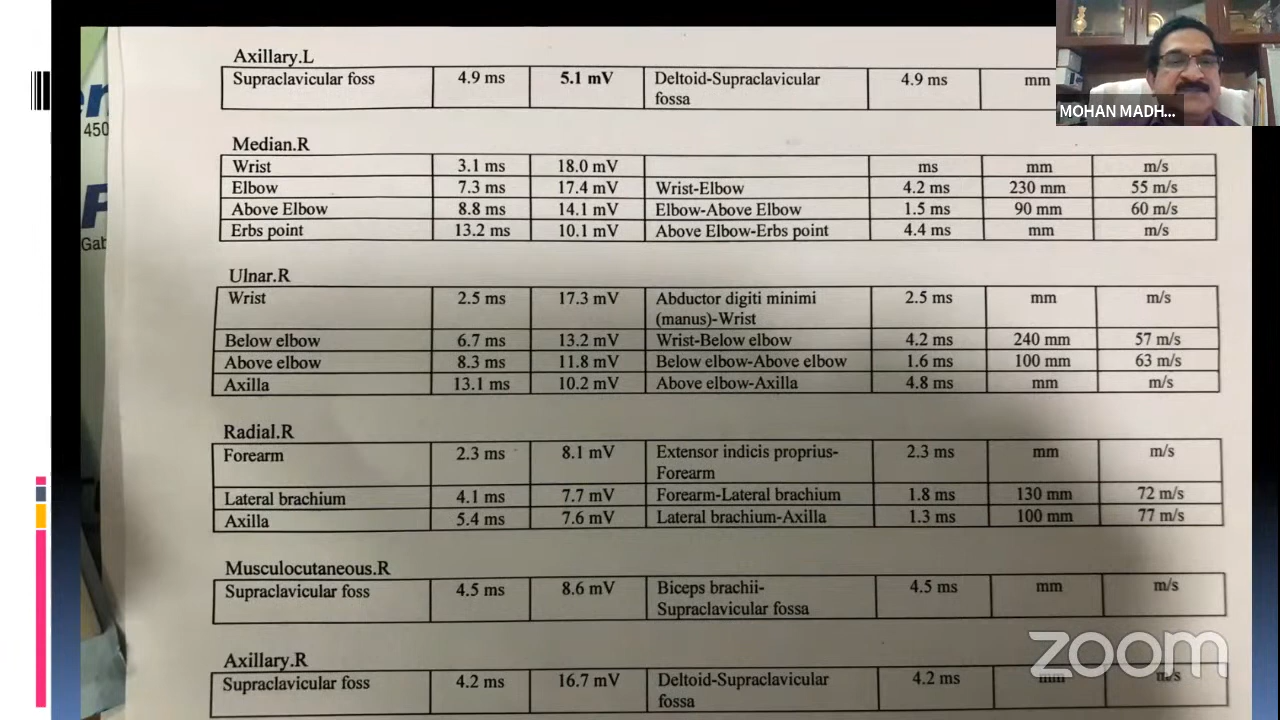 en
450
P
Gab
MOHAN MADH...
Axillary.L
Supraclavicular foss 4.9 ms 5.1 mV Deltoid-Supraclavicular 4.9 ms mm
fossa
Median.R
Wrist 3.1 ms 18.0 mV ms mm m/s
Elbow 7.3 ms 17.4 mV Wrist-Elbow 4.2 ms 230 mm 55 m/s
Above Elbow 8.8 ms 14.1 mV Elbow-Above Elbow 1.5 ms 90 mm 60 m/s
Erbs point 13.2 ms 10.1 mV Above Elbow-Erbs point 4.4 ms mm m/s
Ulnar.R
Wrist 2.5 ms 17.3 mV Abductor digiti minimi 2.5 ms mm m/s
(manus)-Wrist
Below elbow 6.7 ms 13.2 mV Wrist-Below elbow 4.2 ms 240 mm 57 m/s
Above elbow 8.3 ms 11.8 mV Below elbow-Above elbow 1.6 ms 100 mm 63 m/s
Axilla 13.1 ms 10.2 mV Above elbow-Axilla 4.8 ms mm m/s
Radial.R
Forearm 2.3 ms 8.1 mV Extensor indicis proprius- 2.3 ms mm m/s
Forearm
Lateral brachium 4.1 ms 7.7 mV Forearm-Lateral brachium 1.8 ms 130 mm 72 m/s
Axilla 5.4 ms 7.6 mV Lateral brachium-Axilla 1.3 ms 100 mm 77 m/s
Musculocutaneous.R
Supraclavicular foss 4.5 ms 8.6 mV Biceps brachii- 4.5 ms mm m/s
Supraclavicular fossa
Axillary.R
Supraclavicular foss 4.2 ms 16.7 mV Deltoid-Supraclavicular 4.2 ms mm m/s
fossa
zoom